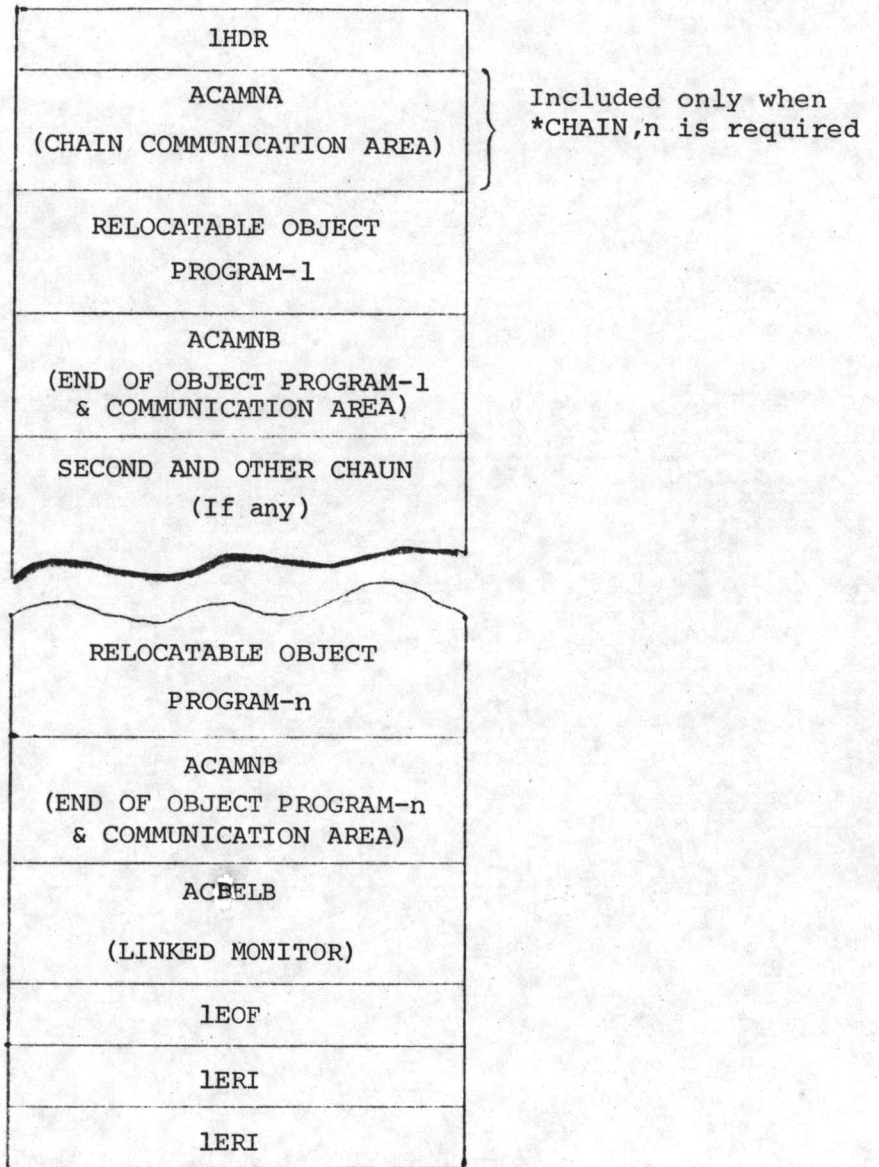 1HDR
ACAMNA
(CHAIN COMMUNICATION AREA)
Included only when
*CHAIN,n is required
RELOCATABLE OBJECT
PROGRAM-1
ACAMNB
(END OF OBJECT PROGRAM-1
& COMMUNICATION AREA)
SECOND AND OTHER CHAUN
(If any)
RELOCATABLE OBJECT
PROGRAM-n
ACAMNB
(END OF OBJECT PROGRAM-n
& COMMUNICATION AREA)
ACBELB
(LINKED MONITOR)
1EOF
1ERI
1ERI